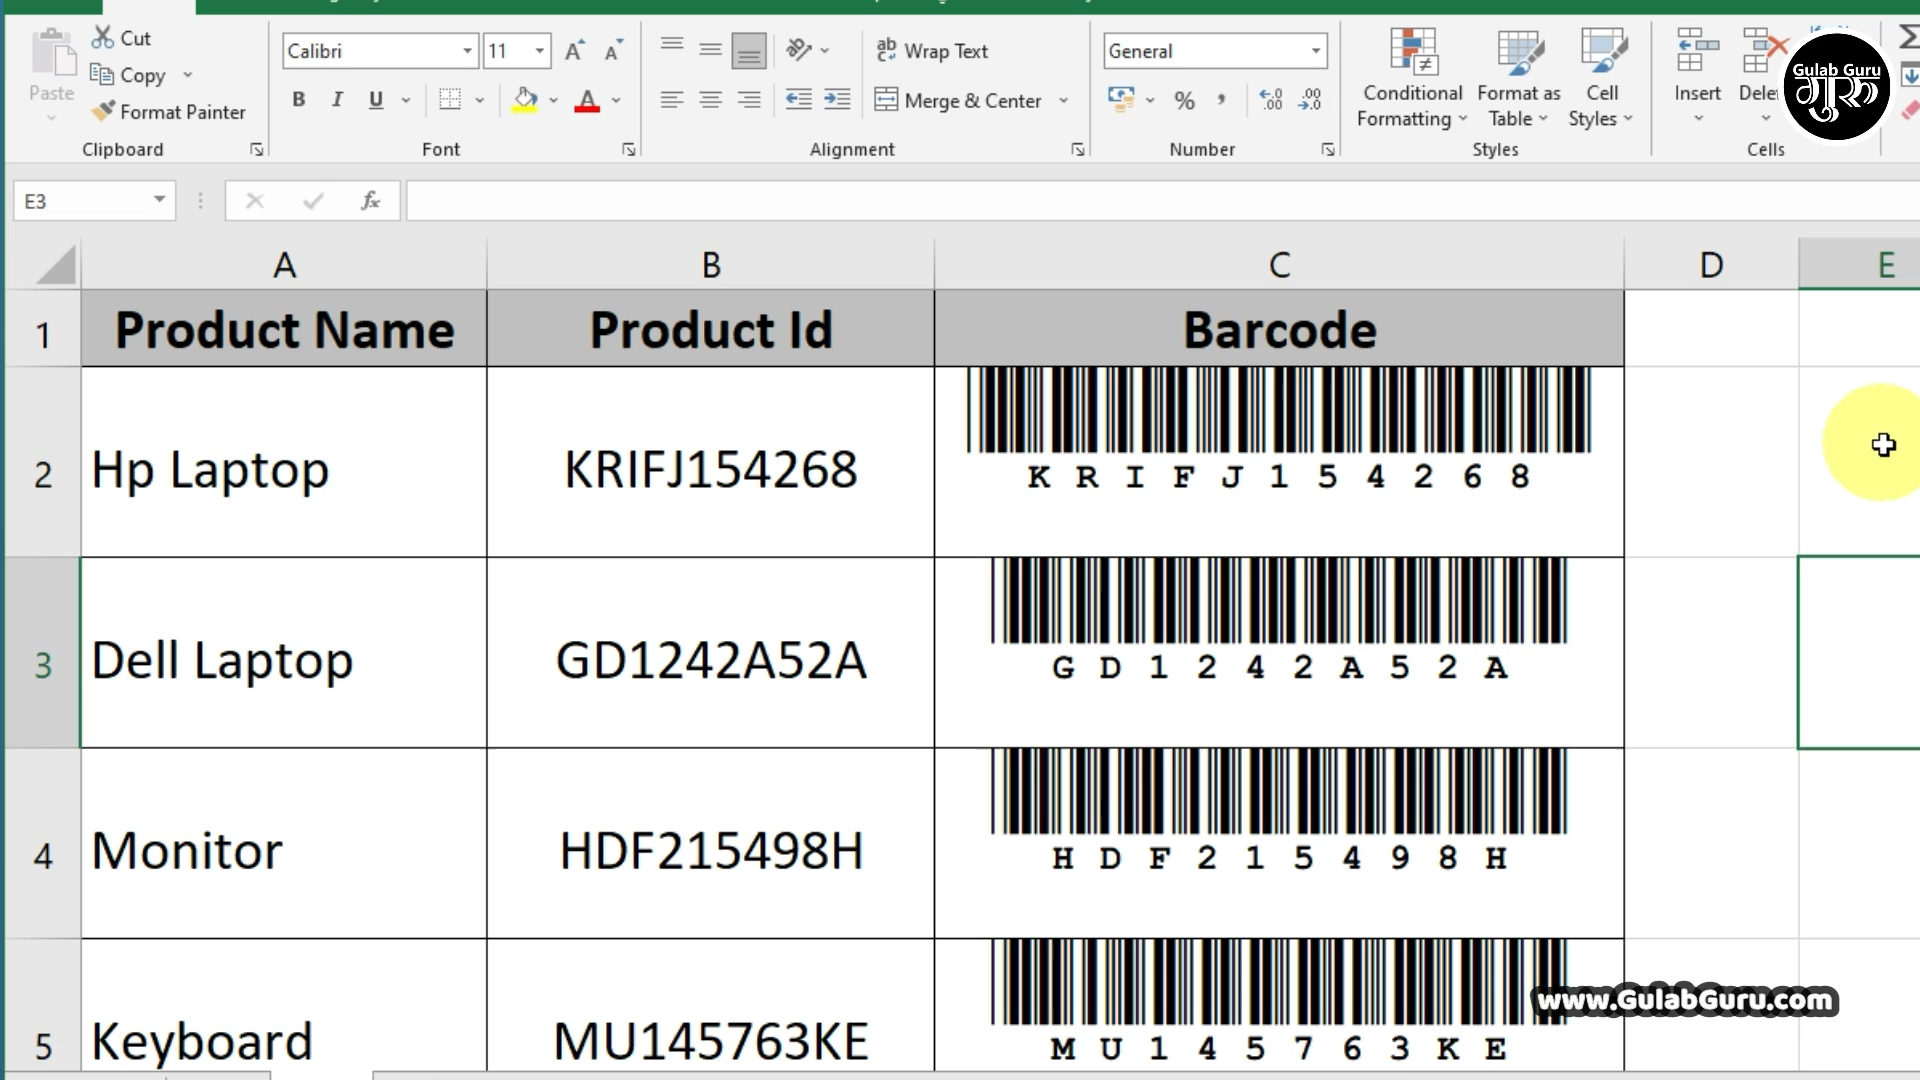 Cut
Copy
Paste
Format Painter
Clipboard
Calibri
11
B I U
A
Font
ab
Wrap Text
Merge & Center
Alignment
General
% ,
Number
Conditional
Formatting
Format as
Table
Cell
Styles
Styles
Insert
Cells
Gulab Guru
गुरु
E3
fx
A B C D E
1 Product Name Product Id Barcode
2 Hp Laptop KRIFJ154268 K R I F J 1 5 4 2 6 8
3 Dell Laptop GD1242A52A G D 1 2 4 2 A 5 2 A
4 Monitor HDF215498H H D F 2 1 5 4 9 8 H
5 Keyboard MU145763KE M U 1 4 5 7 6 3 K E
www.GulabGuru.com